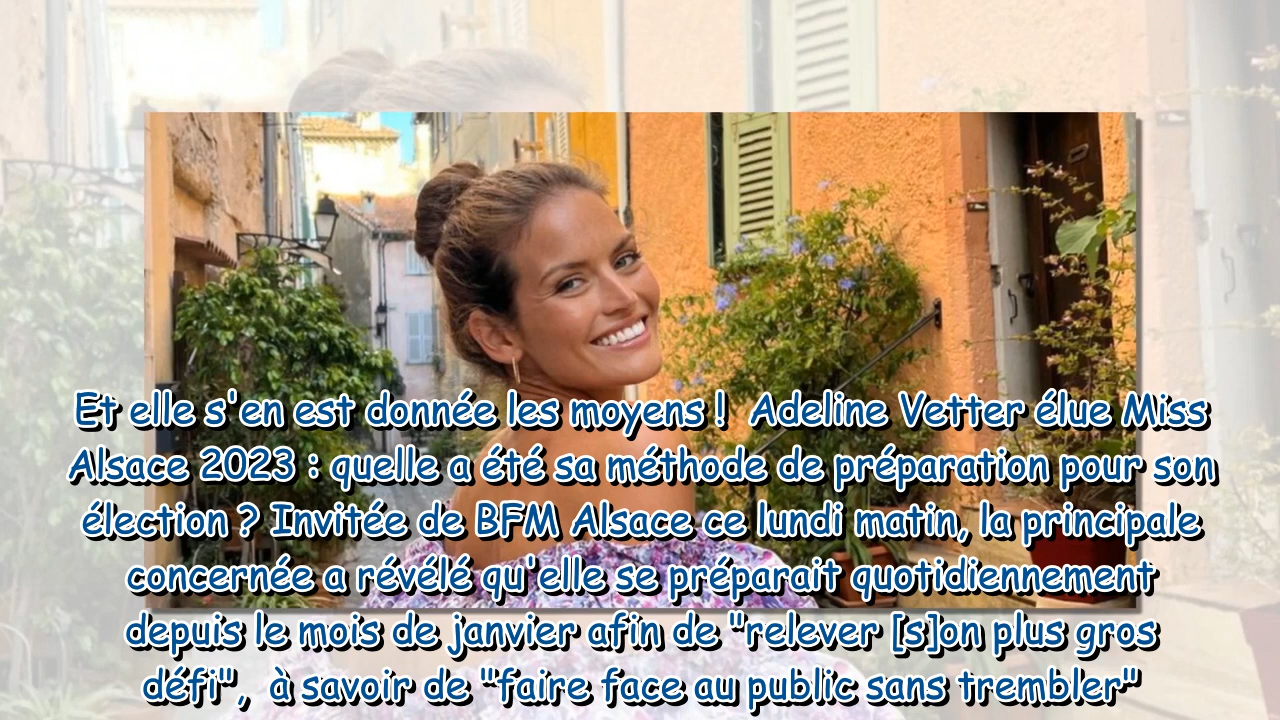 Et elle s'en est donnée les moyens !  Adeline Vetter élue Miss
Alsace 2023 : quelle a été sa méthode de préparation pour son
élection ? Invitée de BFM Alsace ce lundi matin, la principale
concernée a révélé qu'elle se préparait quotidiennement
depuis le mois de janvier afin de "relever [s]on plus gros
défi",  à savoir de "faire face au public sans trembler"